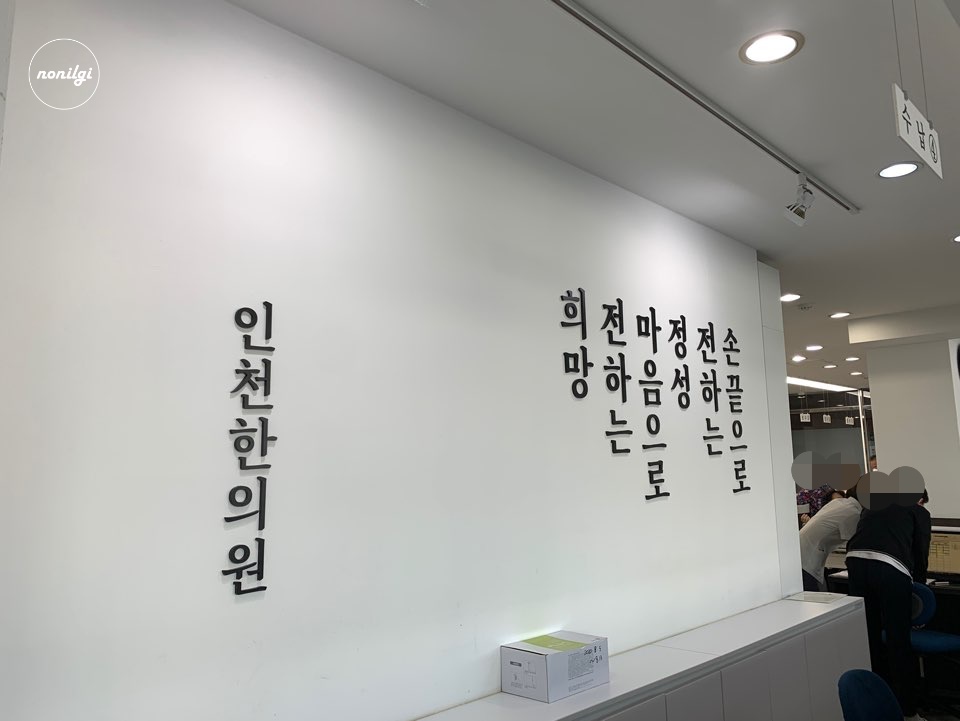 nonilgi
수납 ④
손끝으로
전하는
정성
마음으로
전하는
희망
인천한의원